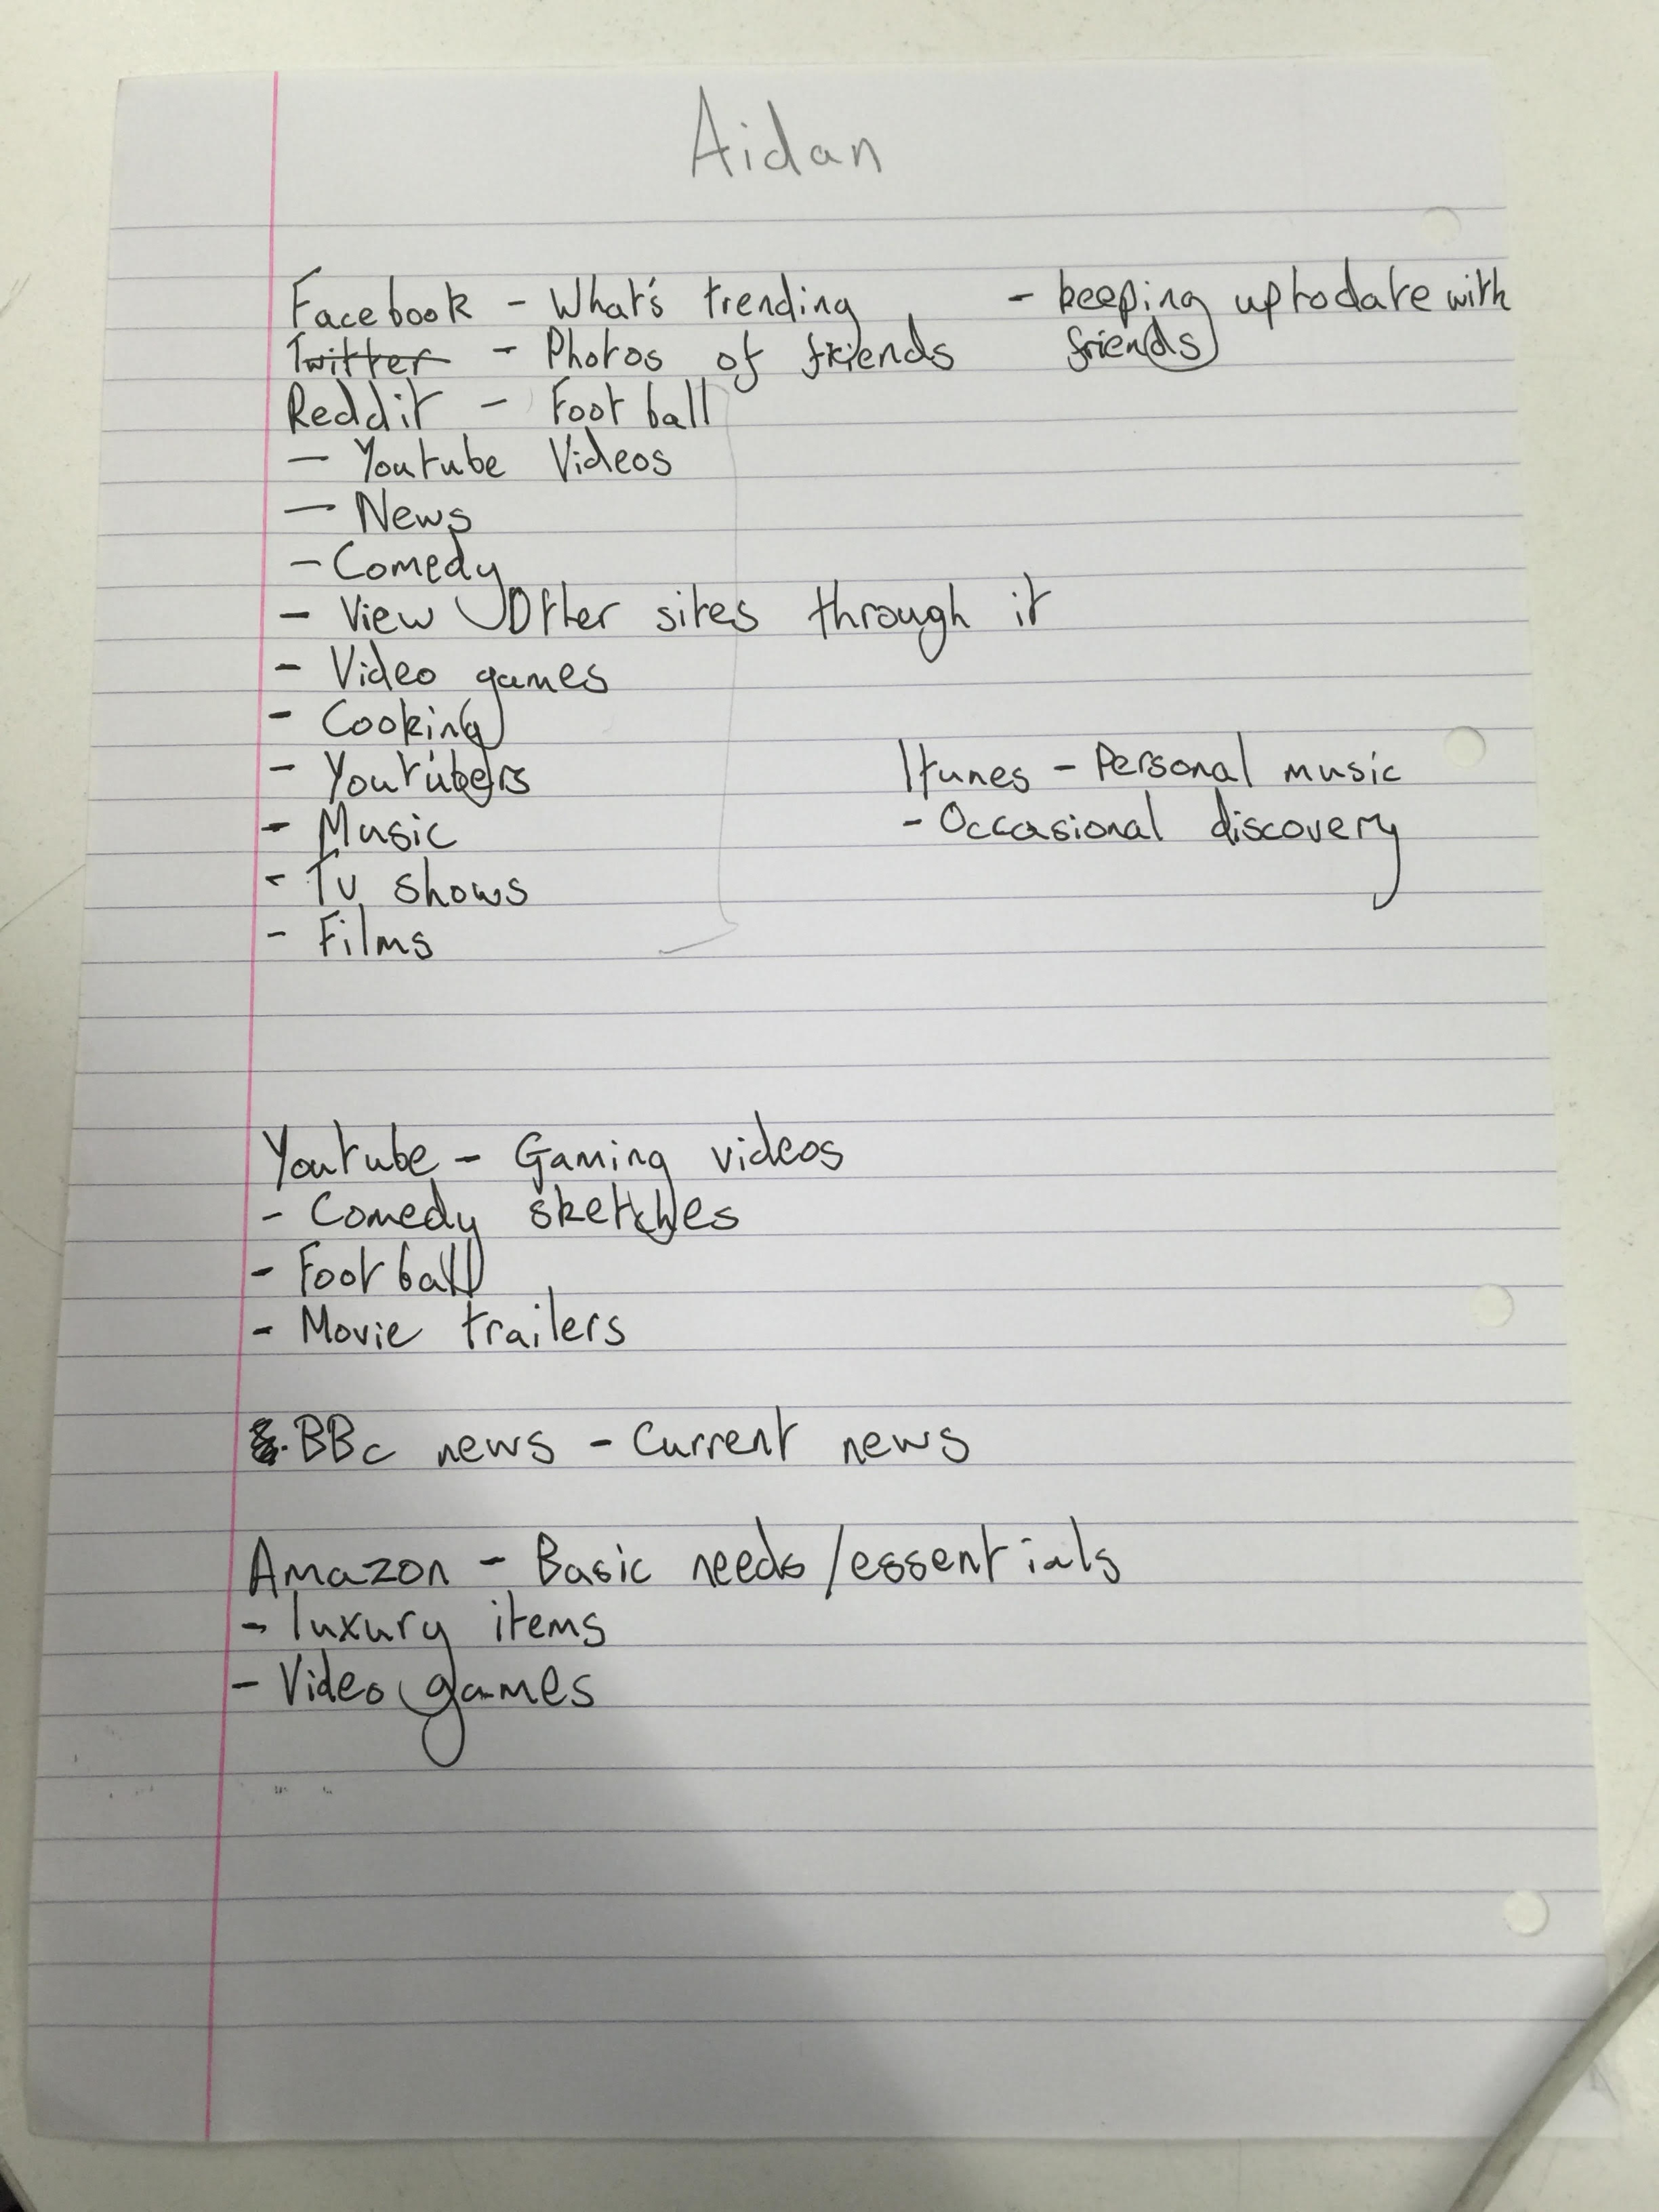 Aidan
Facebook - What's trending - keeping uptodate with
Twitter - Photos of friends friends
Reddit - Football
- Youtube Videos
- News
- Comedy
- View Other sites through it
- Video games
- Cooking
- Youtubers
Itunes - Personal music
- Music
- Occasional discovery
- Tv shows
- Films
Youtube - Gaming videos
- Comedy sketches
- Football
- Movie trailers
BBc news - Current news
Amazon - Basic needs/essentials
- luxury items
- Video games